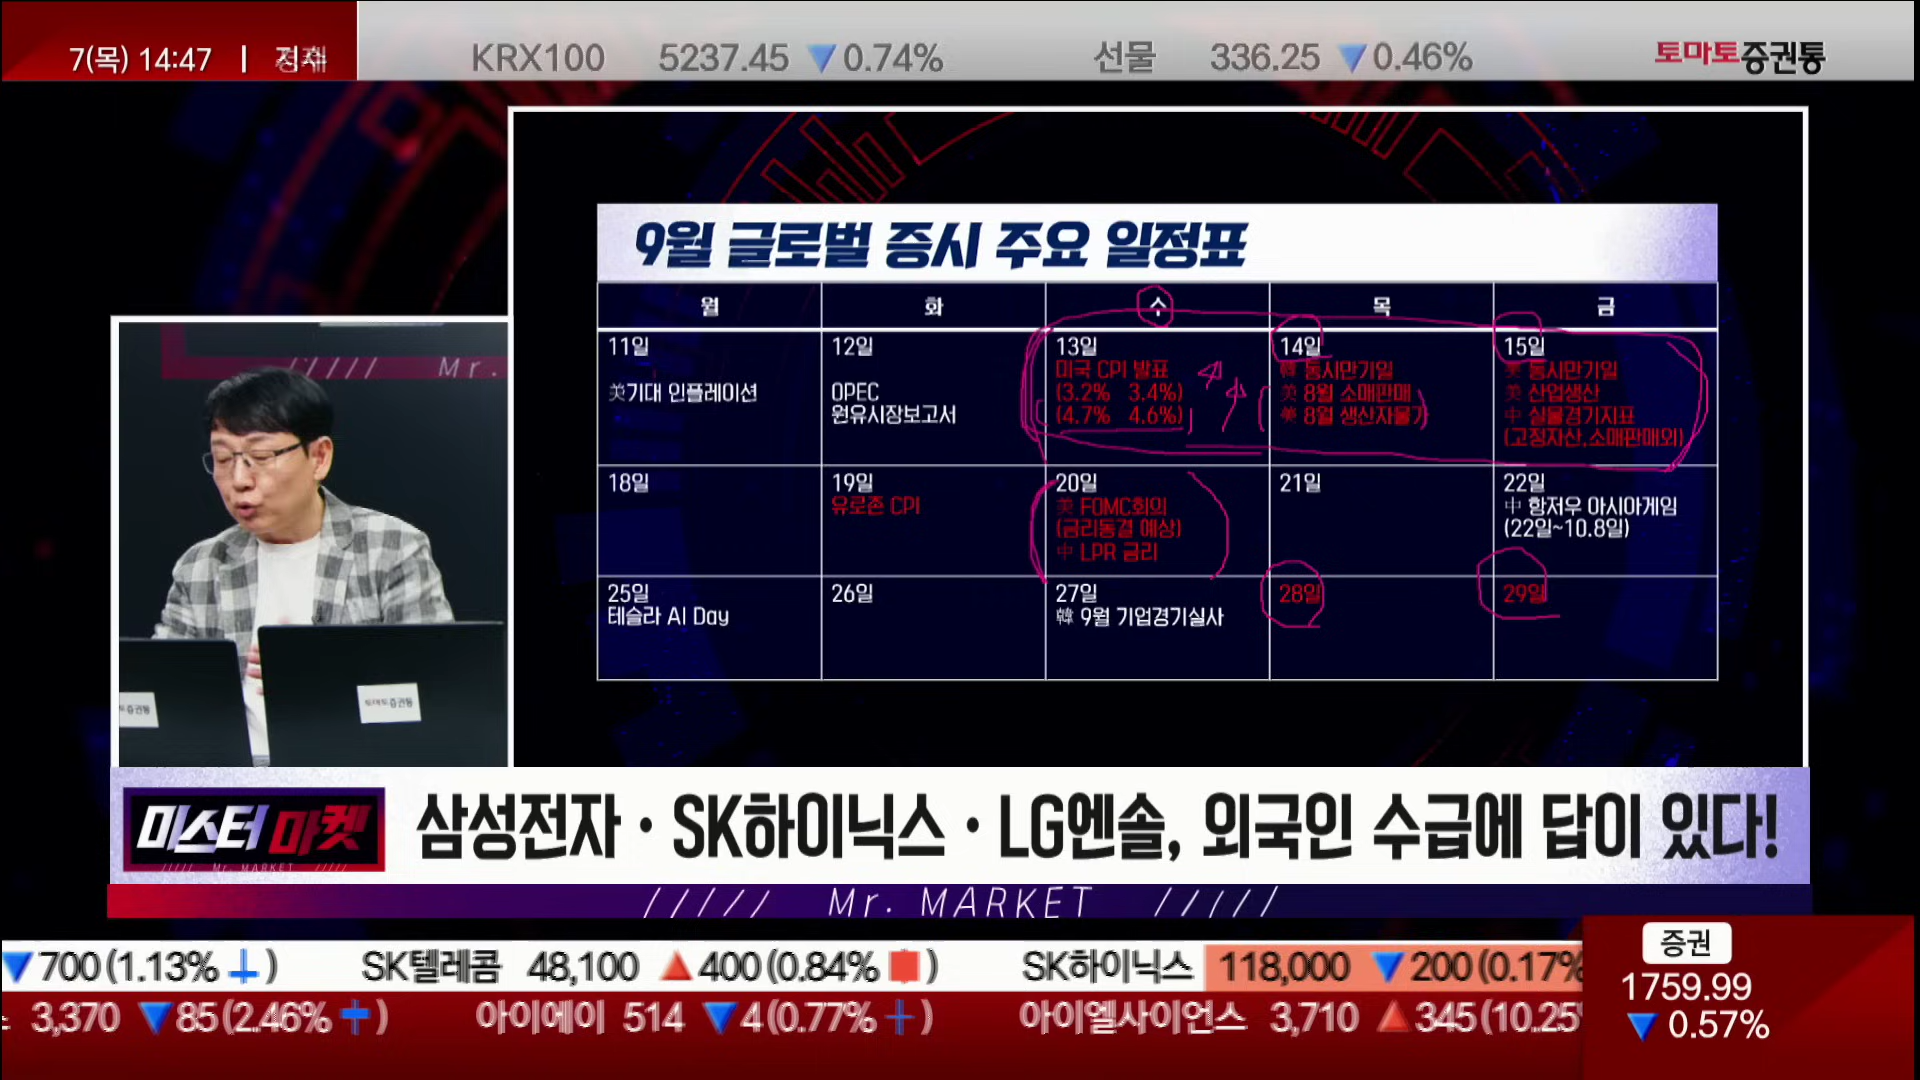 7(목) 14:47 |
KRX100 5237.45 ▼0.74% 선물 336.25 ▼0.46%
토마토증권통
9월 글로벌 증시 주요 일정표
월 화 수 목 금
11일
美기대 인플레이션
12일
OPEC
원유시장보고서
13일
미국 CPI 발표
(3.2% 3.4%)
(4.7% 4.6%)
14일
韓 동시만기일
美 8월 소매판매
美 8월 생산자물가
15일
美 동시만기일
美 산업생산
中 실물경기지표
(고정자산,소매판매외)
18일
19일
유로존 CPI
20일
美 FOMC회의
(금리동결 예상)
中 LPR 금리
21일
22일
中 항저우 아시아게임
(22일~10.8일)
25일
테슬라 AI Day
26일
27일
韓 9월 기업경기실사
28일
29일
Mr.
토마토증권통
미스터 마켓
Mr. MARKET
삼성전자·SK하이닉스·LG엔솔, 외국인 수급에 답이 있다!
///// Mr. MARKET /////
▼700(1.13%) SK텔레콤 48,100 ▲400(0.84%) SK하이닉스 118,000 ▼200(0.17%
3,370 ▼85(2.46%) 아이에이 514 ▼4(0.77%) 아이엘사이언스 3,710 ▲345(10.25
증권
1759.99
▼0.57%